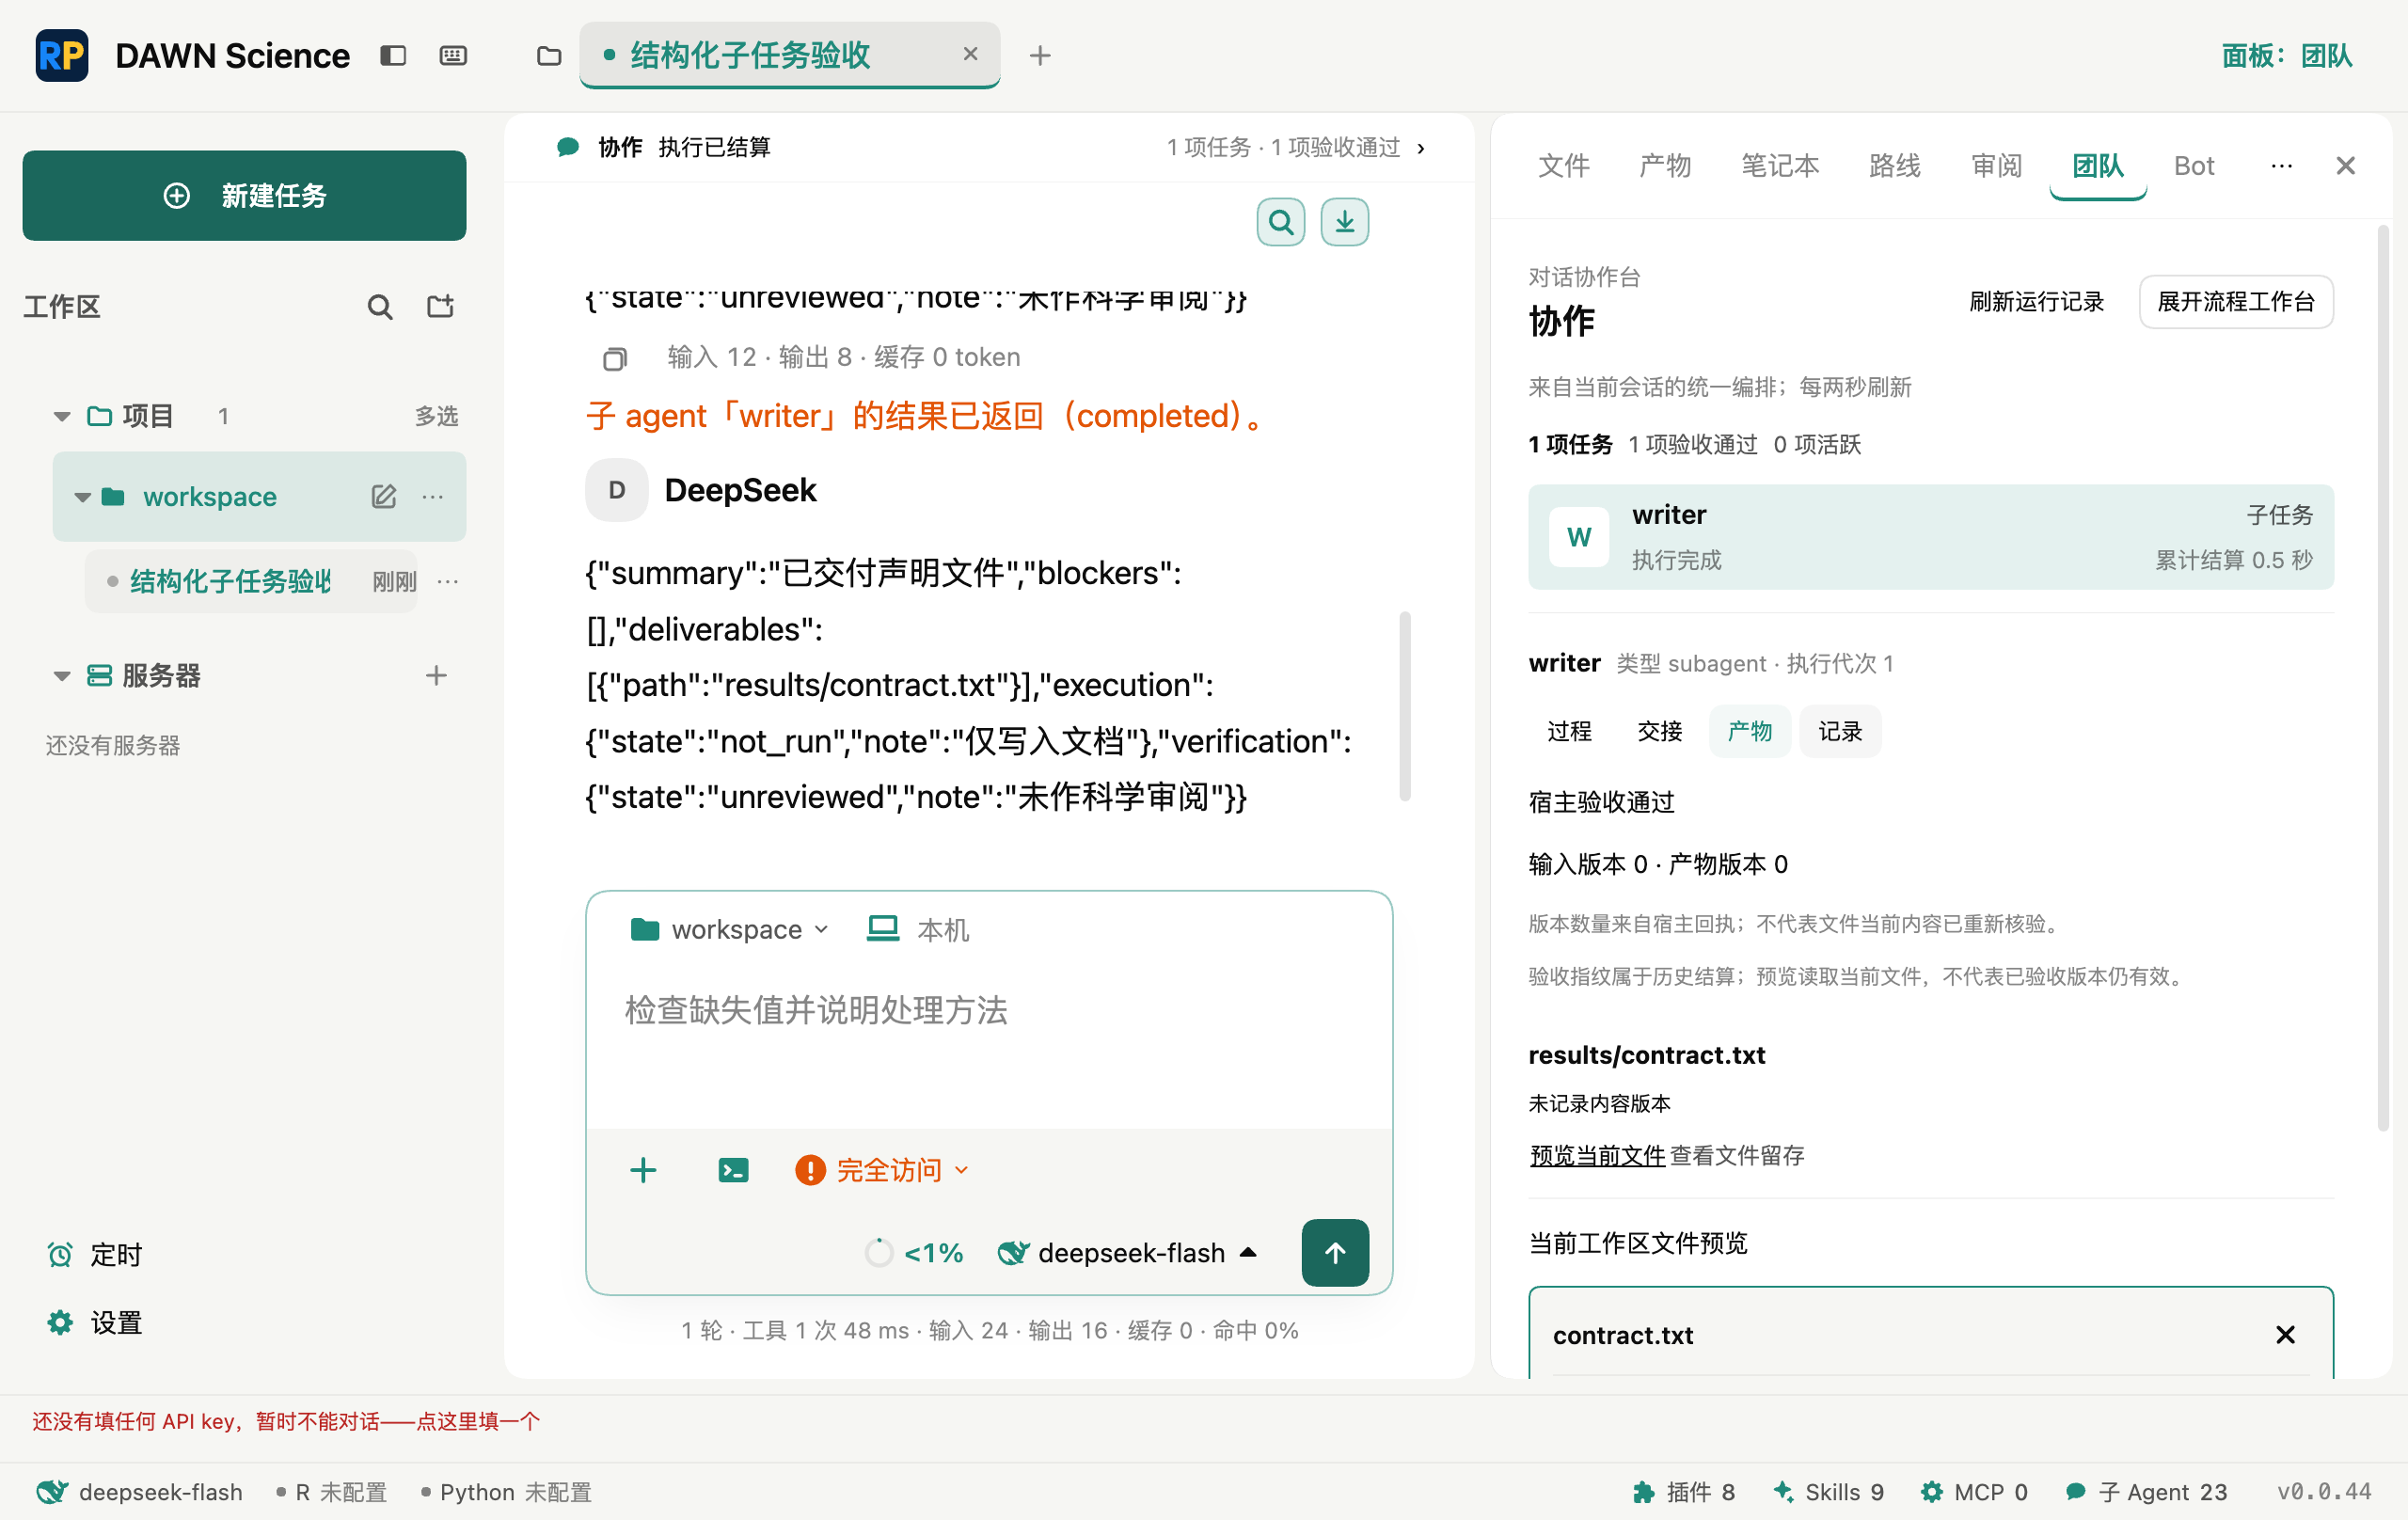 RP DAWN Science
结构化子任务验收
面板：团队
新建任务
工作区
项目 1 多选
workspace
结构化子任务验收 刚刚
服务器
还没有服务器
定时
设置
协作 执行已结算 1 项任务 · 1 项验收通过
{"state":"unreviewed","note":"未作科学审阅"}}
输入 12 · 输出 8 · 缓存 0 token
子 agent「writer」的结果已返回（completed）。
D DeepSeek
{"summary":"已交付声明文件","blockers":
[],"deliverables":
[{"path":"results/contract.txt"}],"execution":
{"state":"not_run","note":"仅写入文档"},"verification":
{"state":"unreviewed","note":"未作科学审阅"}}
workspace 本机
检查缺失值并说明处理方法
完全访问
<1% deepseek-flash
1 轮 · 工具 1 次 48 ms · 输入 24 · 输出 16 · 缓存 0 · 命中 0%
文件 产物 笔记本 路线 审阅 团队 Bot
对话协作台
协作
刷新运行记录 展开流程工作台
来自当前会话的统一编排；每两秒刷新
1 项任务 1 项验收通过 0 项活跃
W writer 子任务
执行完成 累计结算 0.5 秒
writer 类型 subagent · 执行代次 1
过程 交接 产物 记录
宿主验收通过
输入版本 0 · 产物版本 0
版本数量来自宿主回执；不代表文件当前内容已重新核验。
验收指纹属于历史结算；预览读取当前文件，不代表已验收版本仍有效。
results/contract.txt
未记录内容版本
预览当前文件 查看文件留存
当前工作区文件预览
contract.txt
还没有填任何 API key，暂时不能对话——点这里填一个
deepseek-flash R 未配置 Python 未配置
插件 8 Skills 9 MCP 0 子 Agent 23 v0.0.44